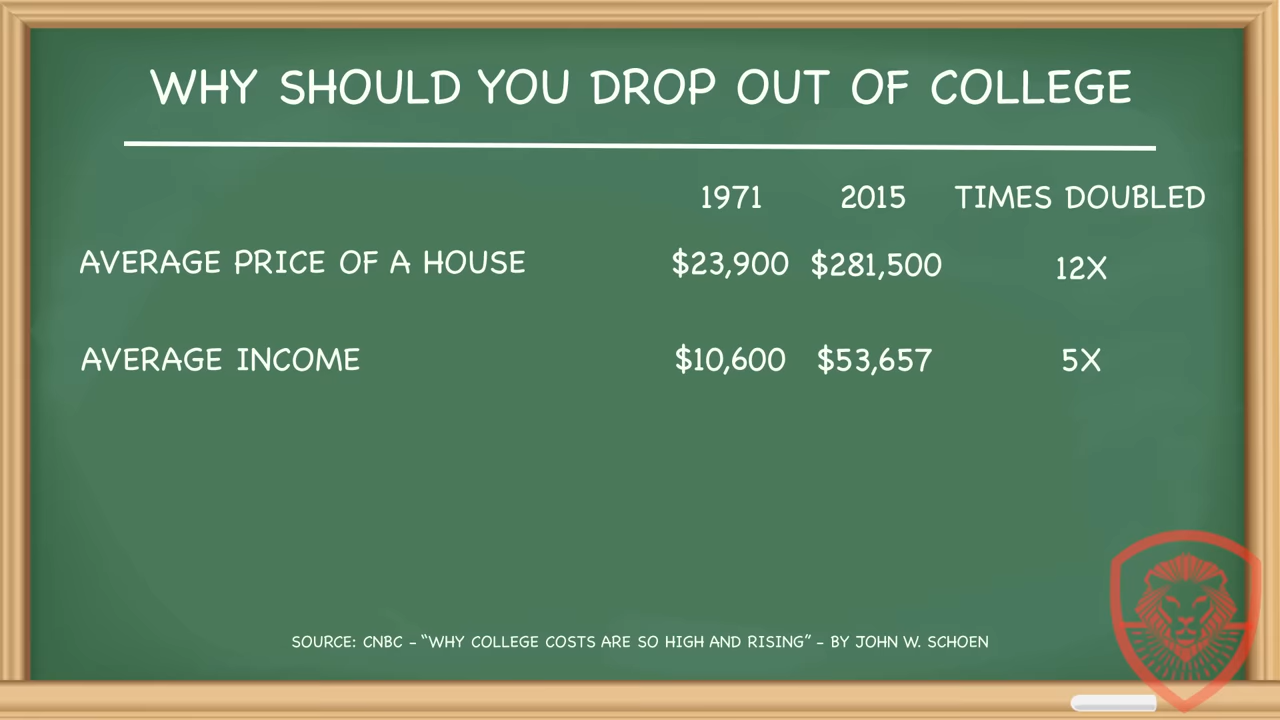 WHY SHOULD YOU DROP OUT OF COLLEGE
1971 2015 TIMES DOUBLED
AVERAGE PRICE OF A HOUSE $23,900 $281,500 12X
AVERAGE INCOME $10,600 $53,657 5X
SOURCE: CNBC - "WHY COLLEGE COSTS ARE SO HIGH AND RISING" - BY JOHN W. SCHOEN